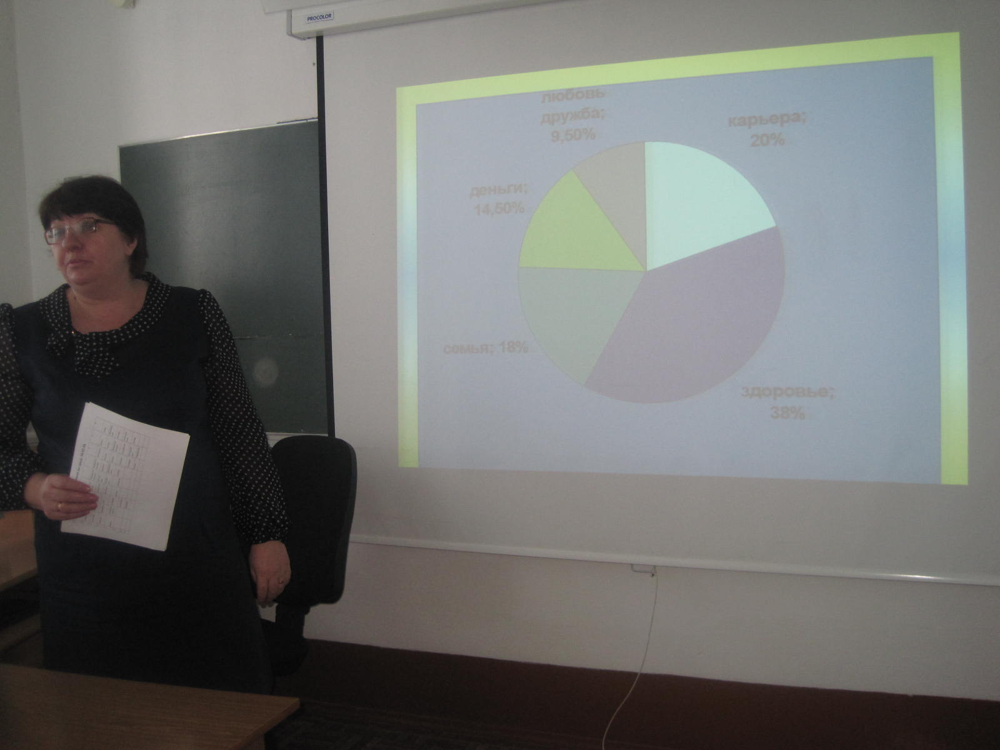 PROCOLOR
любовь
дружба;
9,50%
карьера;
20%
деньги;
14,50%
семья; 18%
здоровье;
38%